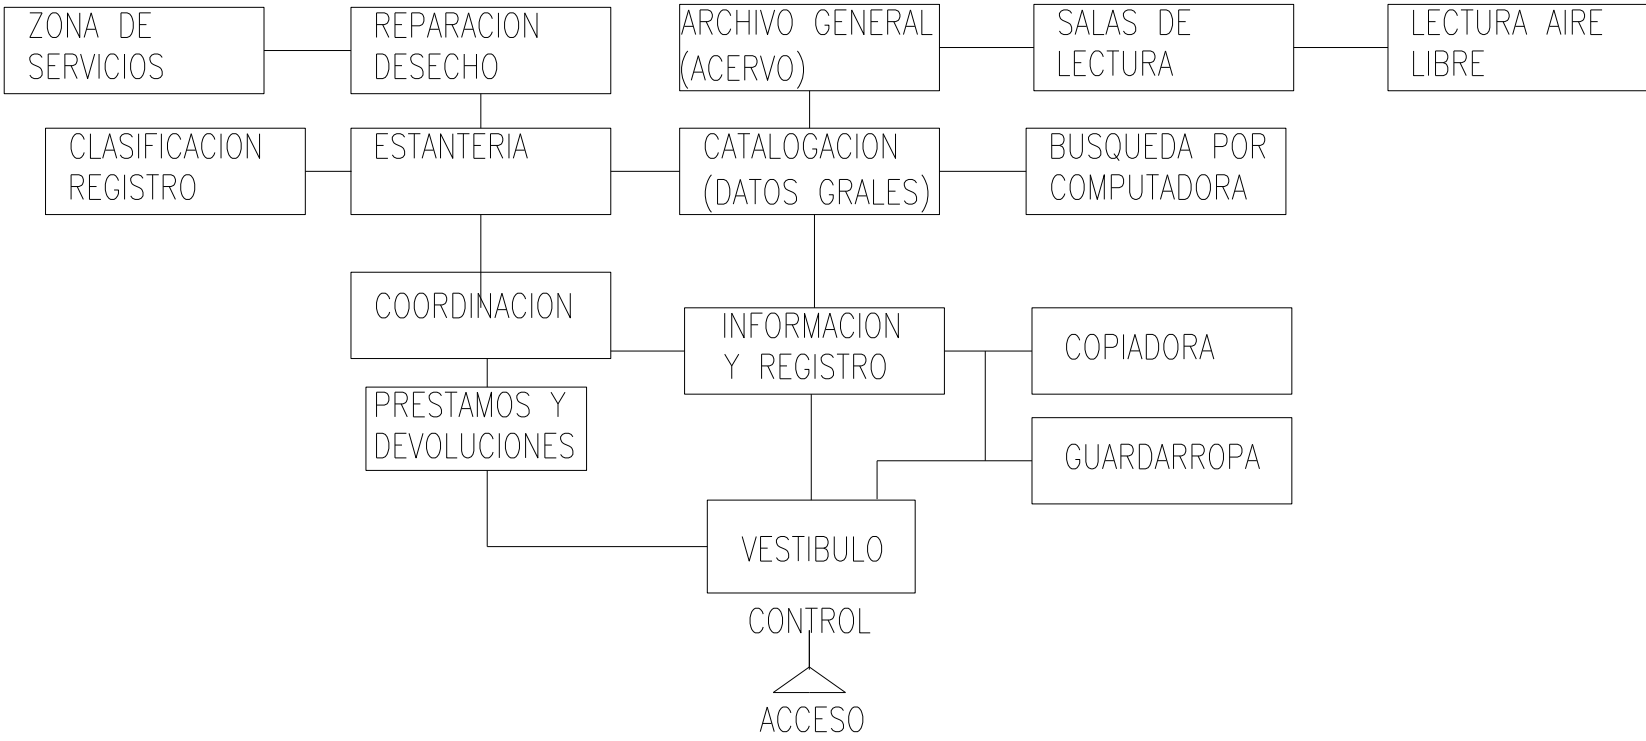 ZONA DE
SERVICIOS
REPARACION
DESECHO
ARCHIVO GENERAL
(ACERVO)
SALAS DE
LECTURA
LECTURA AIRE
LIBRE
CLASIFICACION
REGISTRO
ESTANTERIA
CATALOGACION
(DATOS GRALES)
BUSQUEDA POR
COMPUTADORA
COORDINACION
INFORMACION
Y REGISTRO
COPIADORA
PRESTAMOS Y
DEVOLUCIONES
GUARDARROPA
VESTIBULO
CONTROL
ACCESO